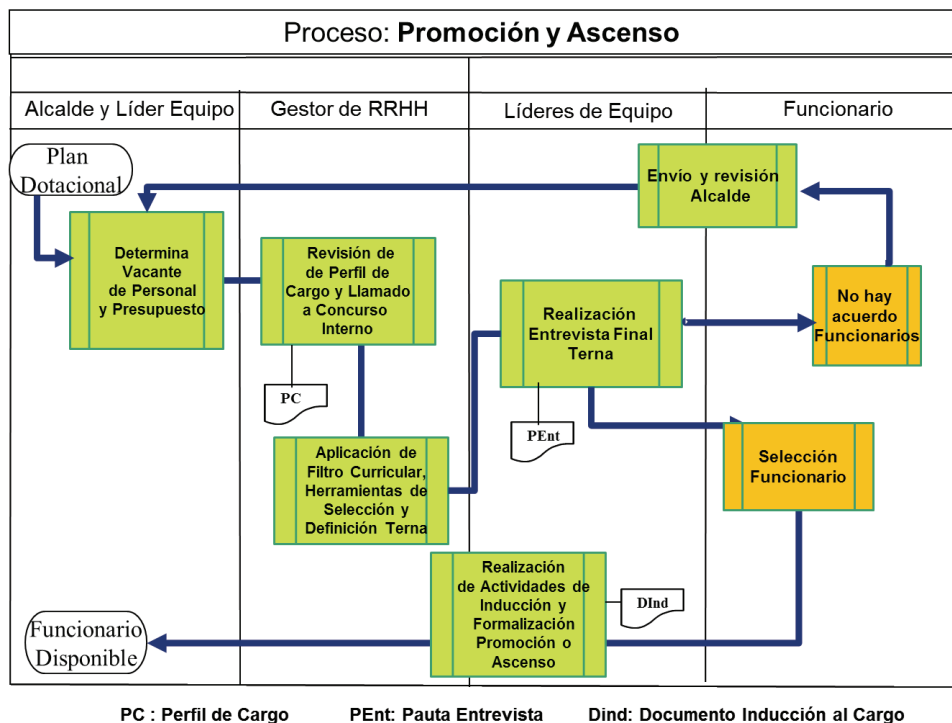 Proceso: Promoción y Ascenso
Alcalde y Líder Equipo
Gestor de RRHH
Líderes de Equipo
Funcionario
Plan
Dotacional
Envío y revisión
Alcalde
Determina
Vacante
de Personal
y Presupuesto
Revisión de
de Perfil de
Cargo y Llamado
a Concurso
Interno
Realización
Entrevista Final
Terna
No hay
acuerdo
Funcionarios
PC
PEnt
Aplicación de
Filtro Curricular,
Herramientas de
Selección y
Definición Terna
Selección
Funcionario
Realización
de Actividades de
Inducción y
Formalización
Promoción o
Ascenso
DInd
Funcionario
Disponible
PC : Perfil de Cargo
PEnt: Pauta Entrevista
Dind: Documento Inducción al Cargo